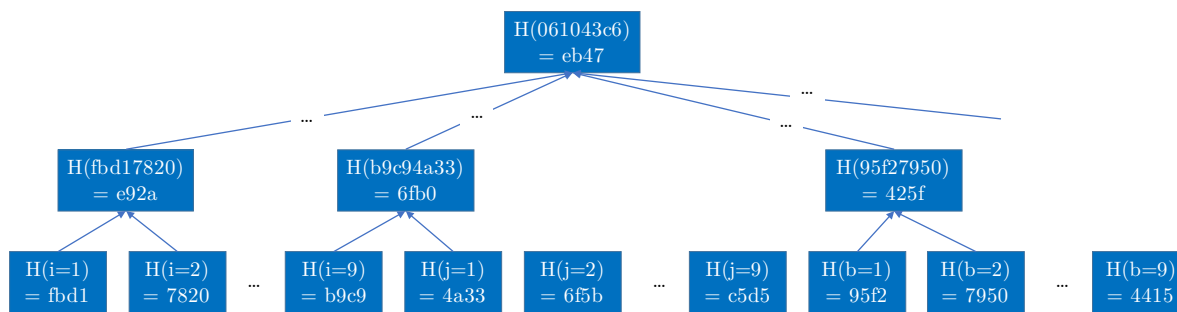 H(061043c6)
= eb47
...
...
...
...
H(fbd17820)
= e92a
H(b9c94a33)
= 6fb0
H(95f27950)
= 425f
H(i=1)
= fbd1
H(i=2)
= 7820
...
H(i=9)
= b9c9
H(j=1)
= 4a33
H(j=2)
= 6f5b
...
H(j=9)
= c5d5
H(b=1)
= 95f2
H(b=2)
= 7950
...
H(b=9)
= 4415